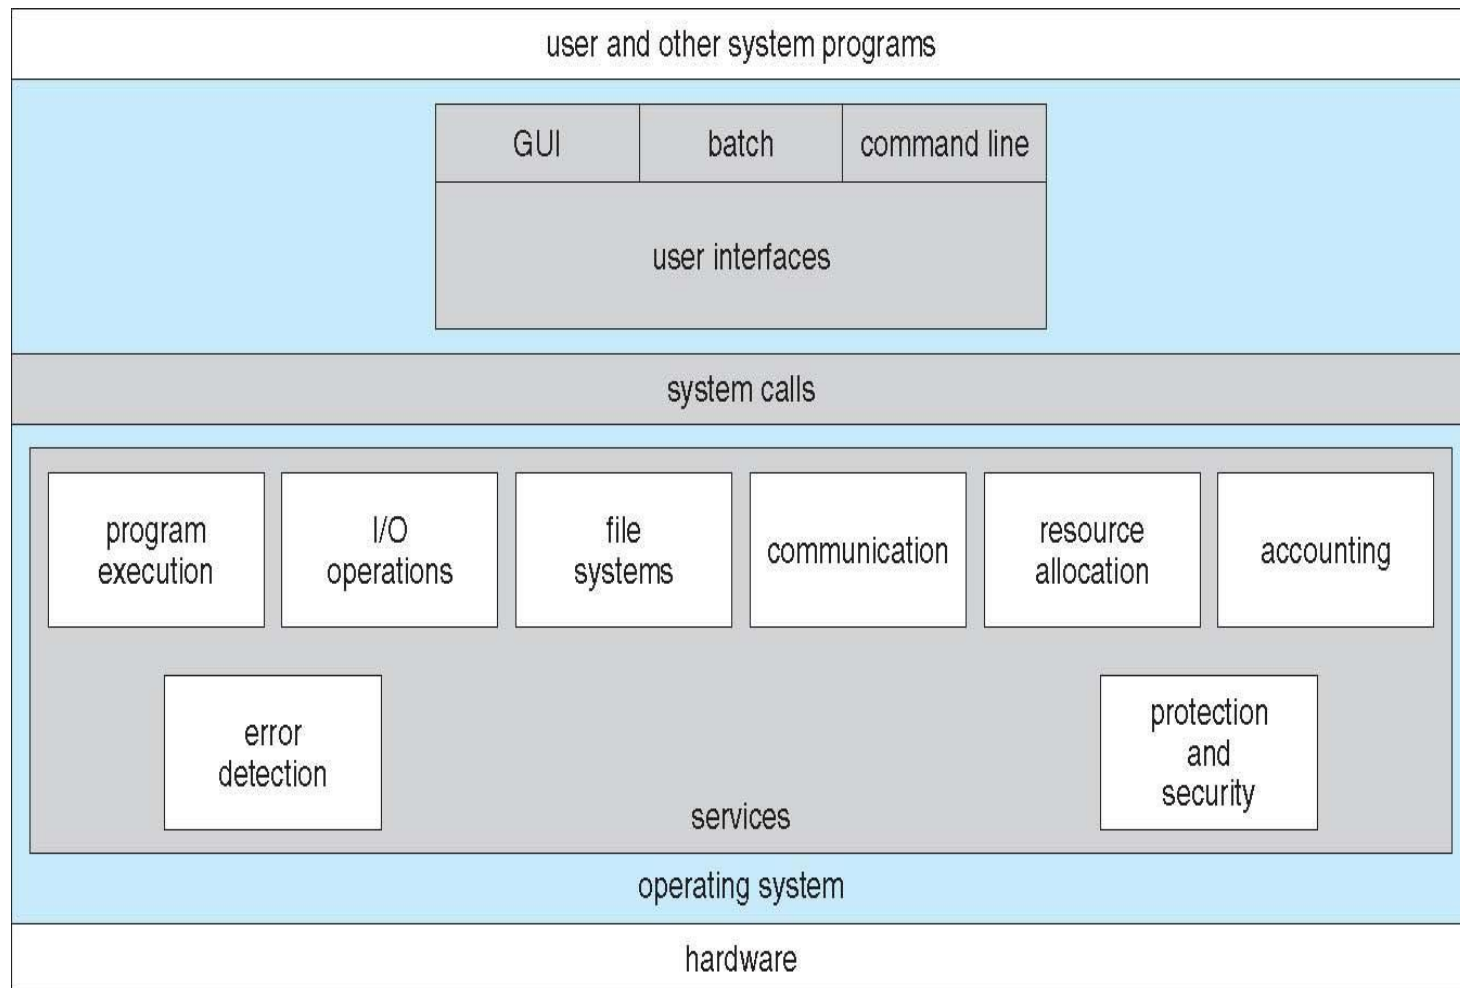 user and other system programs
GUI
batch
command line
user interfaces
system calls
program
execution
I/O
operations
file
systems
communication
resource
allocation
accounting
error
detection
protection
and
security
services
operating system
hardware